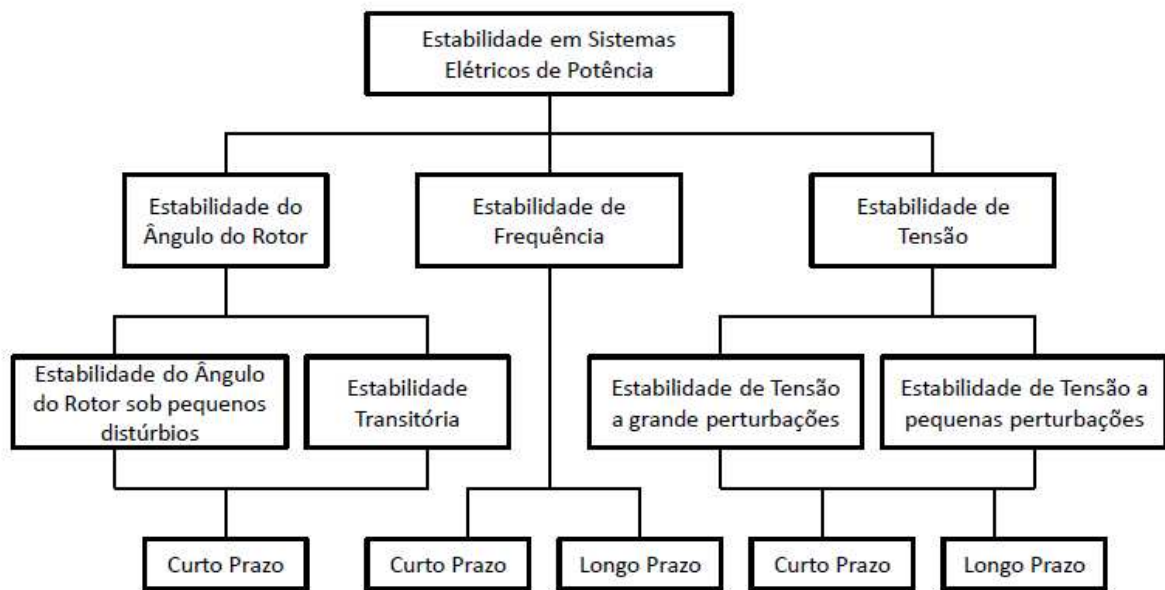 Estabilidade em Sistemas
Elétricos de Potência
Estabilidade do
Ângulo do Rotor
Estabilidade de
Frequência
Estabilidade de
Tensão
Estabilidade do Ângulo
do Rotor sob pequenos
distúrbios
Estabilidade
Transitória
Estabilidade de Tensão
a grande perturbações
Estabilidade de Tensão a
pequenas perturbações
Curto Prazo
Curto Prazo
Longo Prazo
Curto Prazo
Longo Prazo